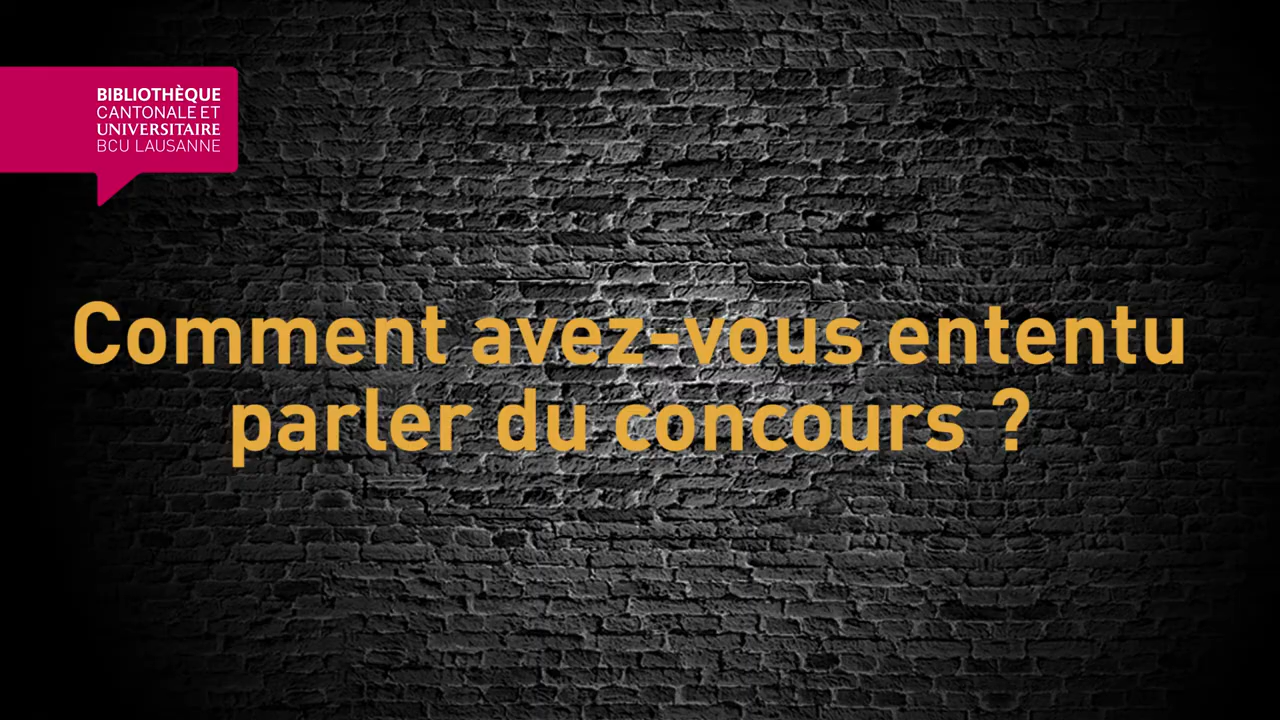 BIBLIOTHÈQUE
CANTONALE ET
UNIVERSITAIRE
BCU LAUSANNE
Comment avez-vous ententu
parler du concours ?